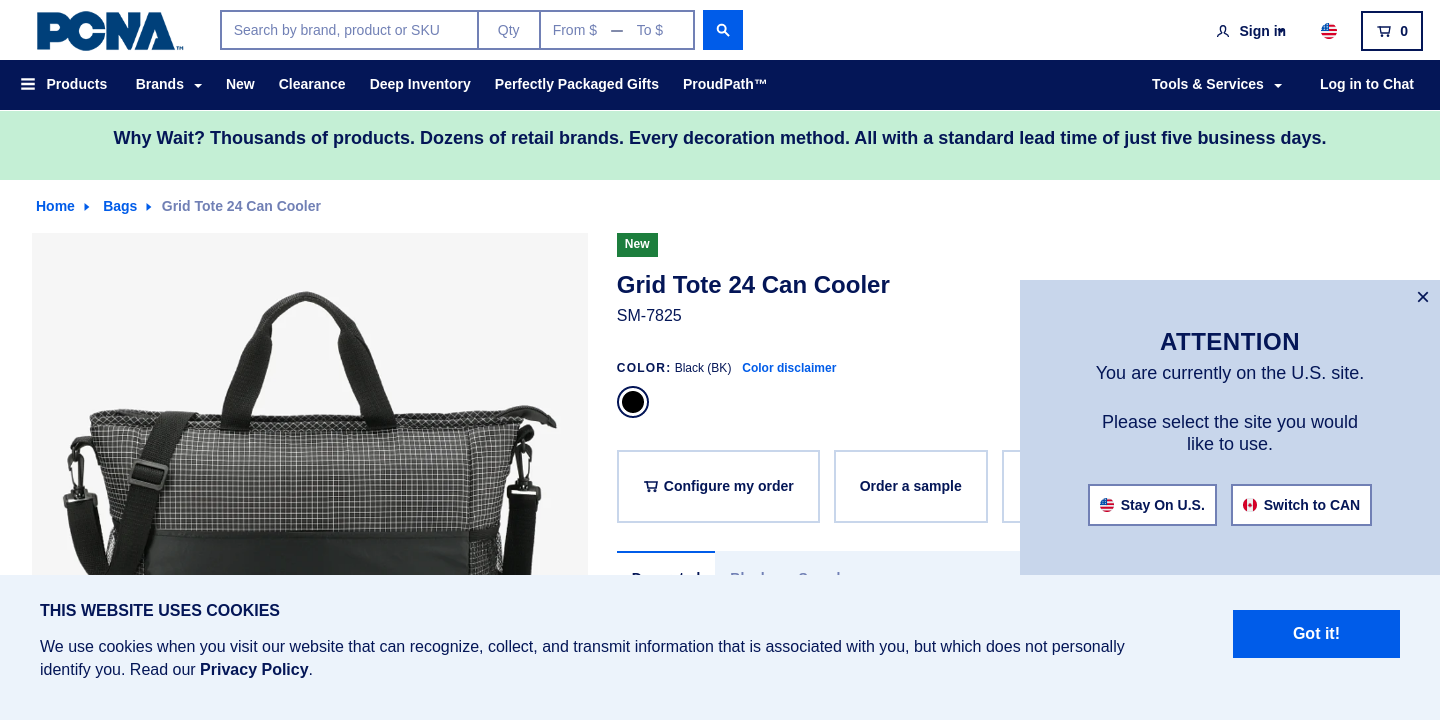 PCNA™
Search by brand, product or SKU
Qty
From $ — To $
Sign in
0
Products
Brands
New
Clearance
Deep Inventory
Perfectly Packaged Gifts
ProudPath™
Tools & Services
Log in to Chat
Why Wait? Thousands of products. Dozens of retail brands. Every decoration method. All with a standard lead time of just five business days.
Home
Bags
Grid Tote 24 Can Cooler
New
Grid Tote 24 Can Cooler
SM-7825
COLOR: Black (BK) Color disclaimer
Configure my order
Order a sample
×
ATTENTION
You are currently on the U.S. site.
Please select the site you would
like to use.
Stay On U.S.
Switch to CAN
THIS WEBSITE USES COOKIES
We use cookies when you visit our website that can recognize, collect, and transmit information that is associated with you, but which does not personally
identify you. Read our Privacy Policy.
Got it!